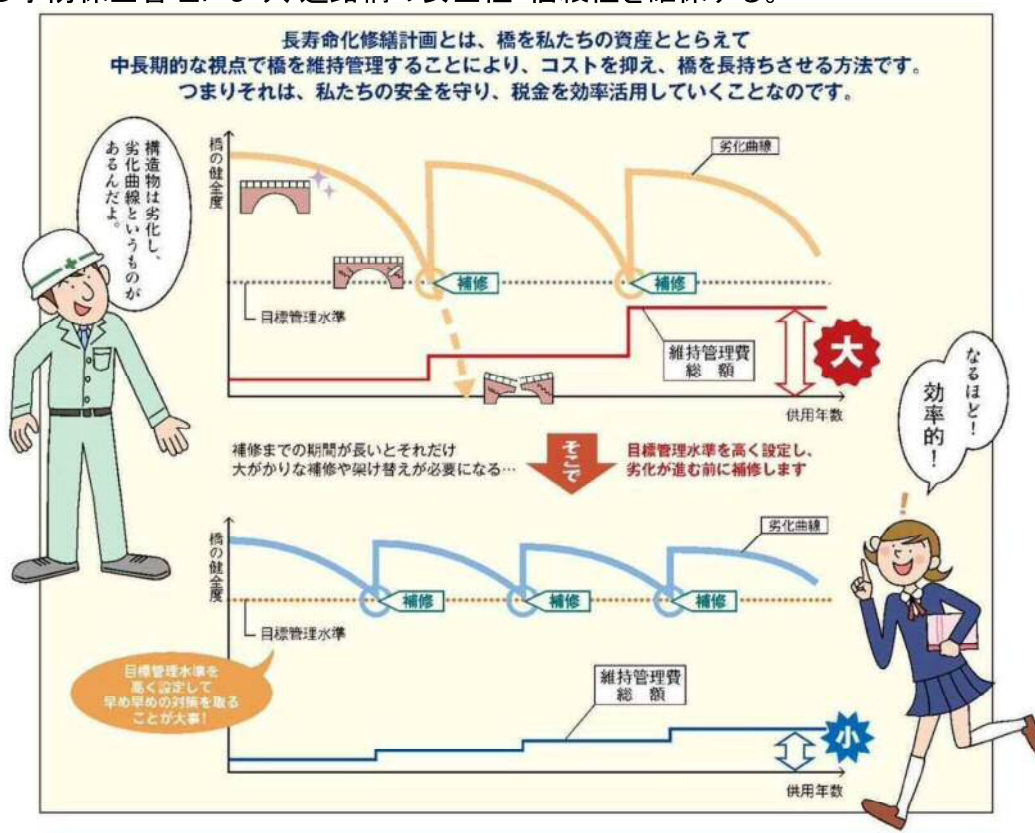 長寿命化修繕計画とは、橋を私たちの資産ととらえて
中長期的な視点で橋を維持管理することにより、コストを抑え、橋を長持ちさせる方法です。
つまりそれは、私たちの安全を守り、税金を効率活用していくことなのです。
構造物は劣化し、
劣化曲線というものが
あるんだよ。
橋の健全度
劣化曲線
補修
補修
目標管理水準
維持管理費
総 額
大
供用年数
補修までの期間が長いとそれだけ
大がかりな補修や架け替えが必要になる…
そこで
目標管理水準を高く設定し、
劣化が進む前に補修します
なるほど!
効率的!
!
橋の健全度
劣化曲線
補修
補修
補修
目標管理水準
目標管理水準を
高く設定して
早め早めの対策を取る
ことが大事!
維持管理費
総 額
小
供用年数